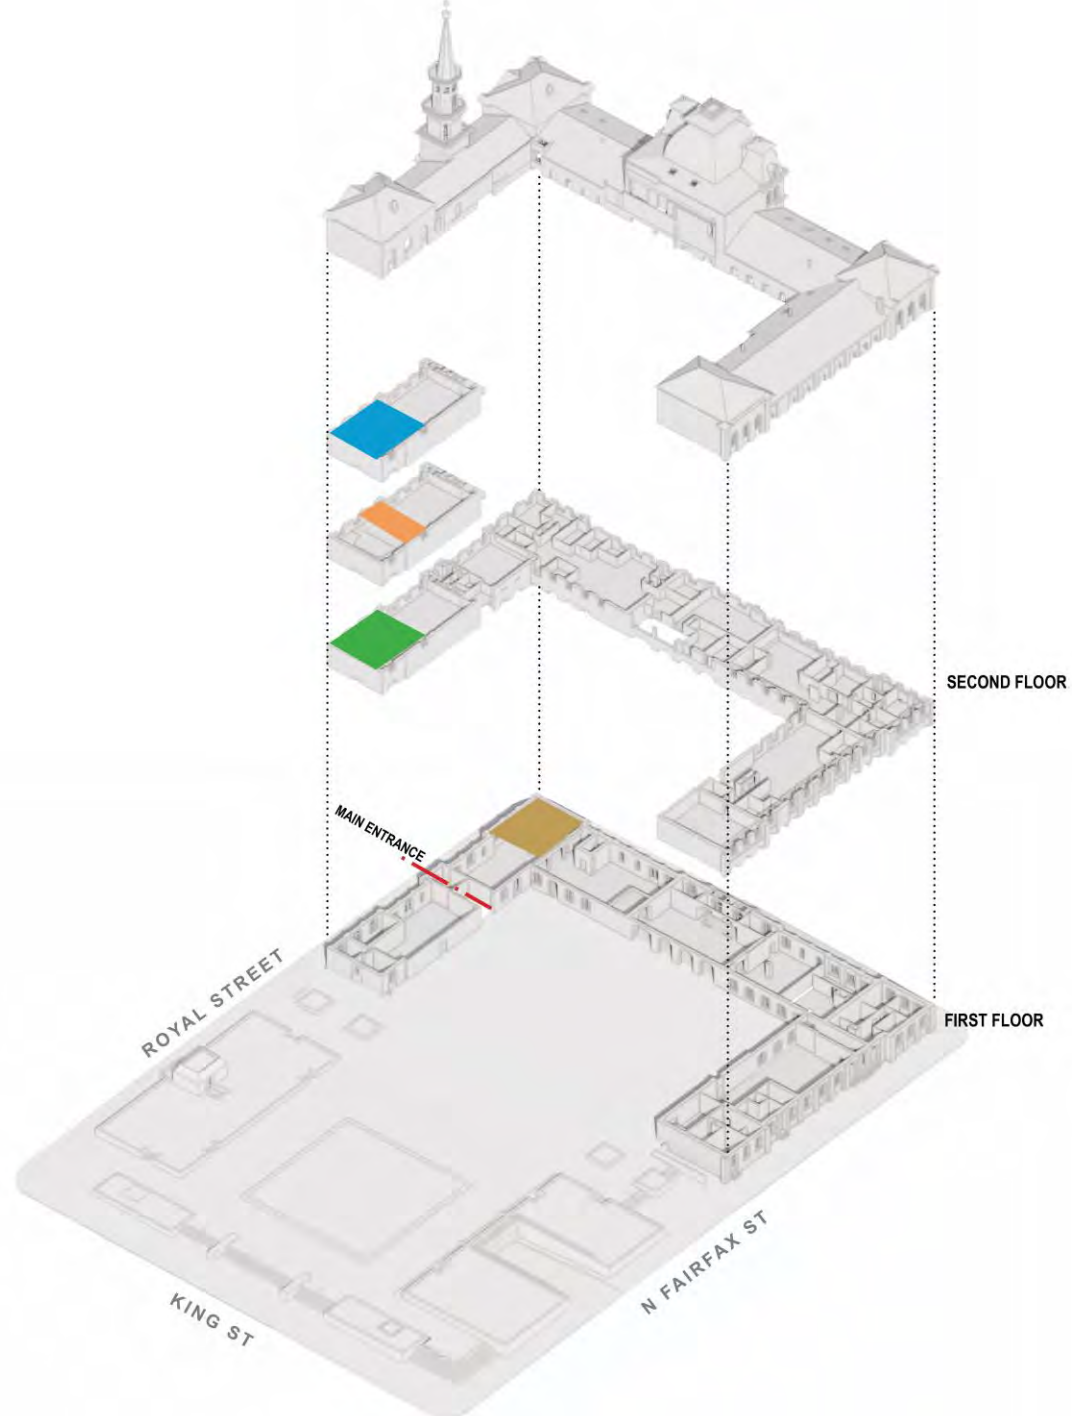 SECOND FLOOR
MAIN ENTRANCE
ROYAL STREET
FIRST FLOOR
N FAIRFAX ST
KING ST